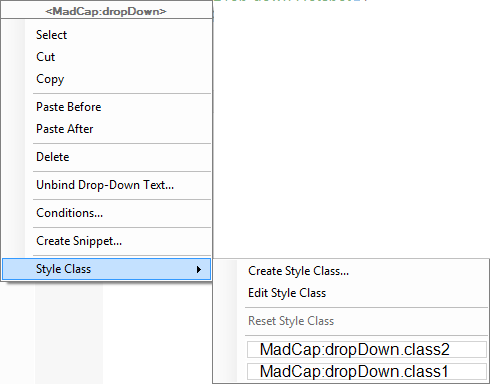 <MadCap:dropDown>
Select
Cut
Copy
Paste Before
Paste After
Delete
Unbind Drop-Down Text...
Conditions...
Create Snippet...
Style Class
Create Style Class...
Edit Style Class
Reset Style Class
MadCap:dropDown.class2
MadCap:dropDown.class1